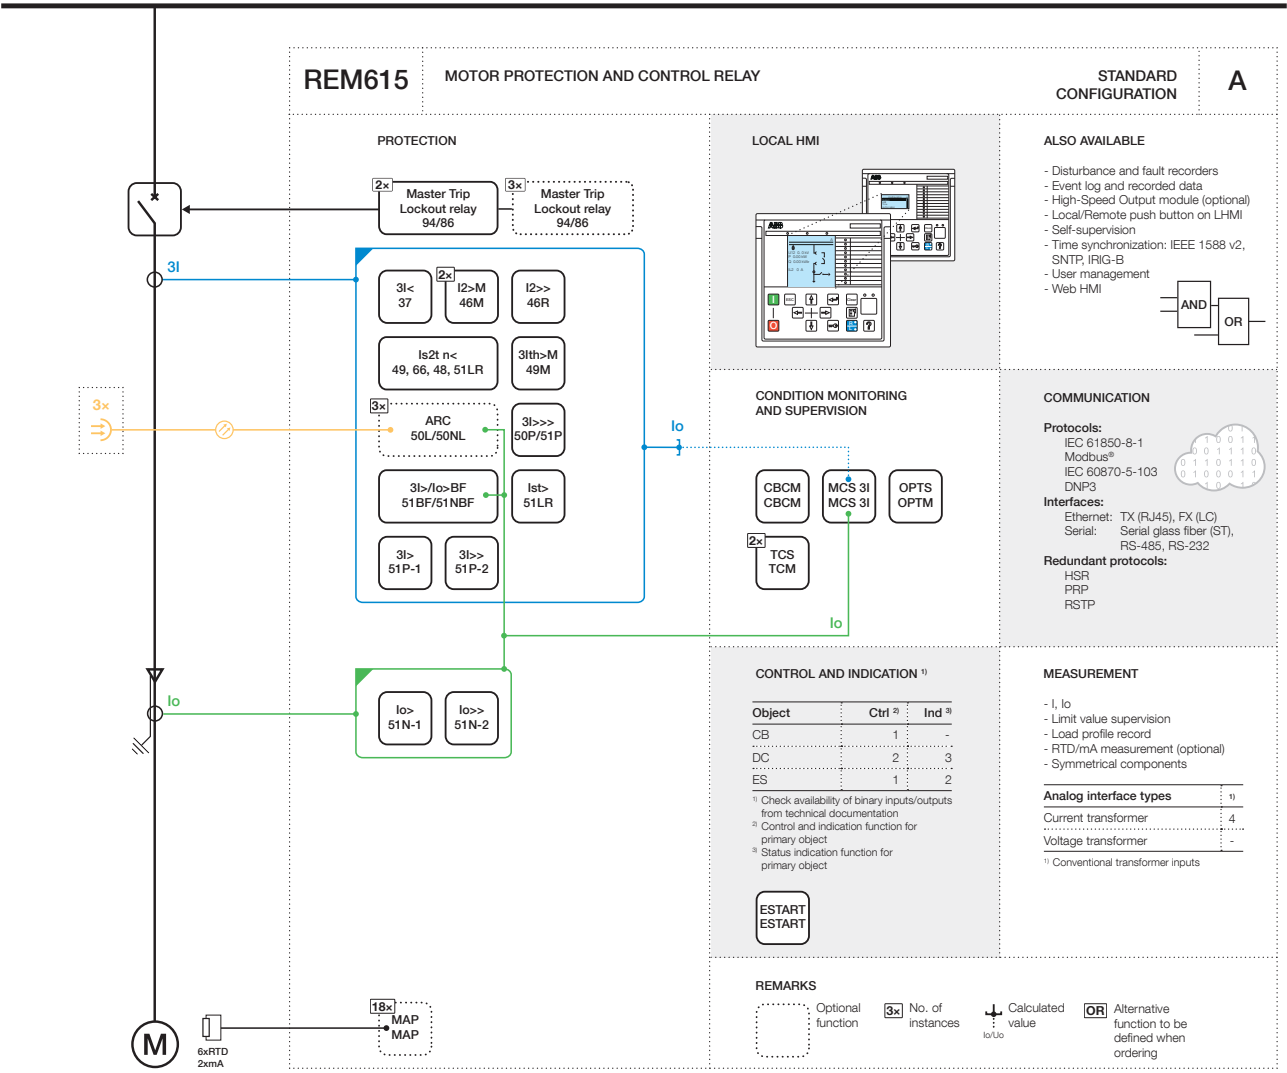 REM615
MOTOR PROTECTION AND CONTROL RELAY
STANDARD
CONFIGURATION
A
PROTECTION
2×
Master Trip
Lockout relay
94/86
3×
Master Trip
Lockout relay
94/86
3I
3I<
37
2×
I2>M
46M
I2>>
46R
Is2t n<
49, 66, 48, 51LR
3Ith>M
49M
3×
3×
ARC
50L/50NL
3I>>>
50P/51P
Io
3I>/Io>BF
51BF/51NBF
Ist>
51LR
3I>
51P-1
3I>>
51P-2
Io
Io
Io>
51N-1
Io>>
51N-2
18×
MAP
MAP
M
6xRTD
2xmA
LOCAL HMI
ABB
ABB
ESC
Clear
I
O
?
CONDITION MONITORING
AND SUPERVISION
CBCM
CBCM
MCS 3I
MCS 3I
OPTS
OPTM
2×
TCS
TCM
CONTROL AND INDICATION 1)
Object Ctrl 2) Ind 3)
CB 1 -
DC 2 3
ES 1 2
1) Check availability of binary inputs/outputs
from technical documentation
2) Control and indication function for
primary object
3) Status indication function for
primary object
ESTART
ESTART
ALSO AVAILABLE
- Disturbance and fault recorders
- Event log and recorded data
- High-Speed Output module (optional)
- Local/Remote push button on LHMI
- Self-supervision
- Time synchronization: IEEE 1588 v2,
SNTP, IRIG-B
- User management
- Web HMI
AND
OR
COMMUNICATION
Protocols:
IEC 61850-8-1
Modbus®
IEC 60870-5-103
DNP3
Interfaces:
Ethernet: TX (RJ45), FX (LC)
Serial: Serial glass fiber (ST),
RS-485, RS-232
Redundant protocols:
HSR
PRP
RSTP
MEASUREMENT
- I, Io
- Limit value supervision
- Load profile record
- RTD/mA measurement (optional)
- Symmetrical components
Analog interface types 1)
Current transformer 4
Voltage transformer -
1) Conventional transformer inputs
REMARKS
Optional
function
3×
No. of
instances
Io/Uo
Calculated
value
OR
Alternative
function to be
defined when
ordering